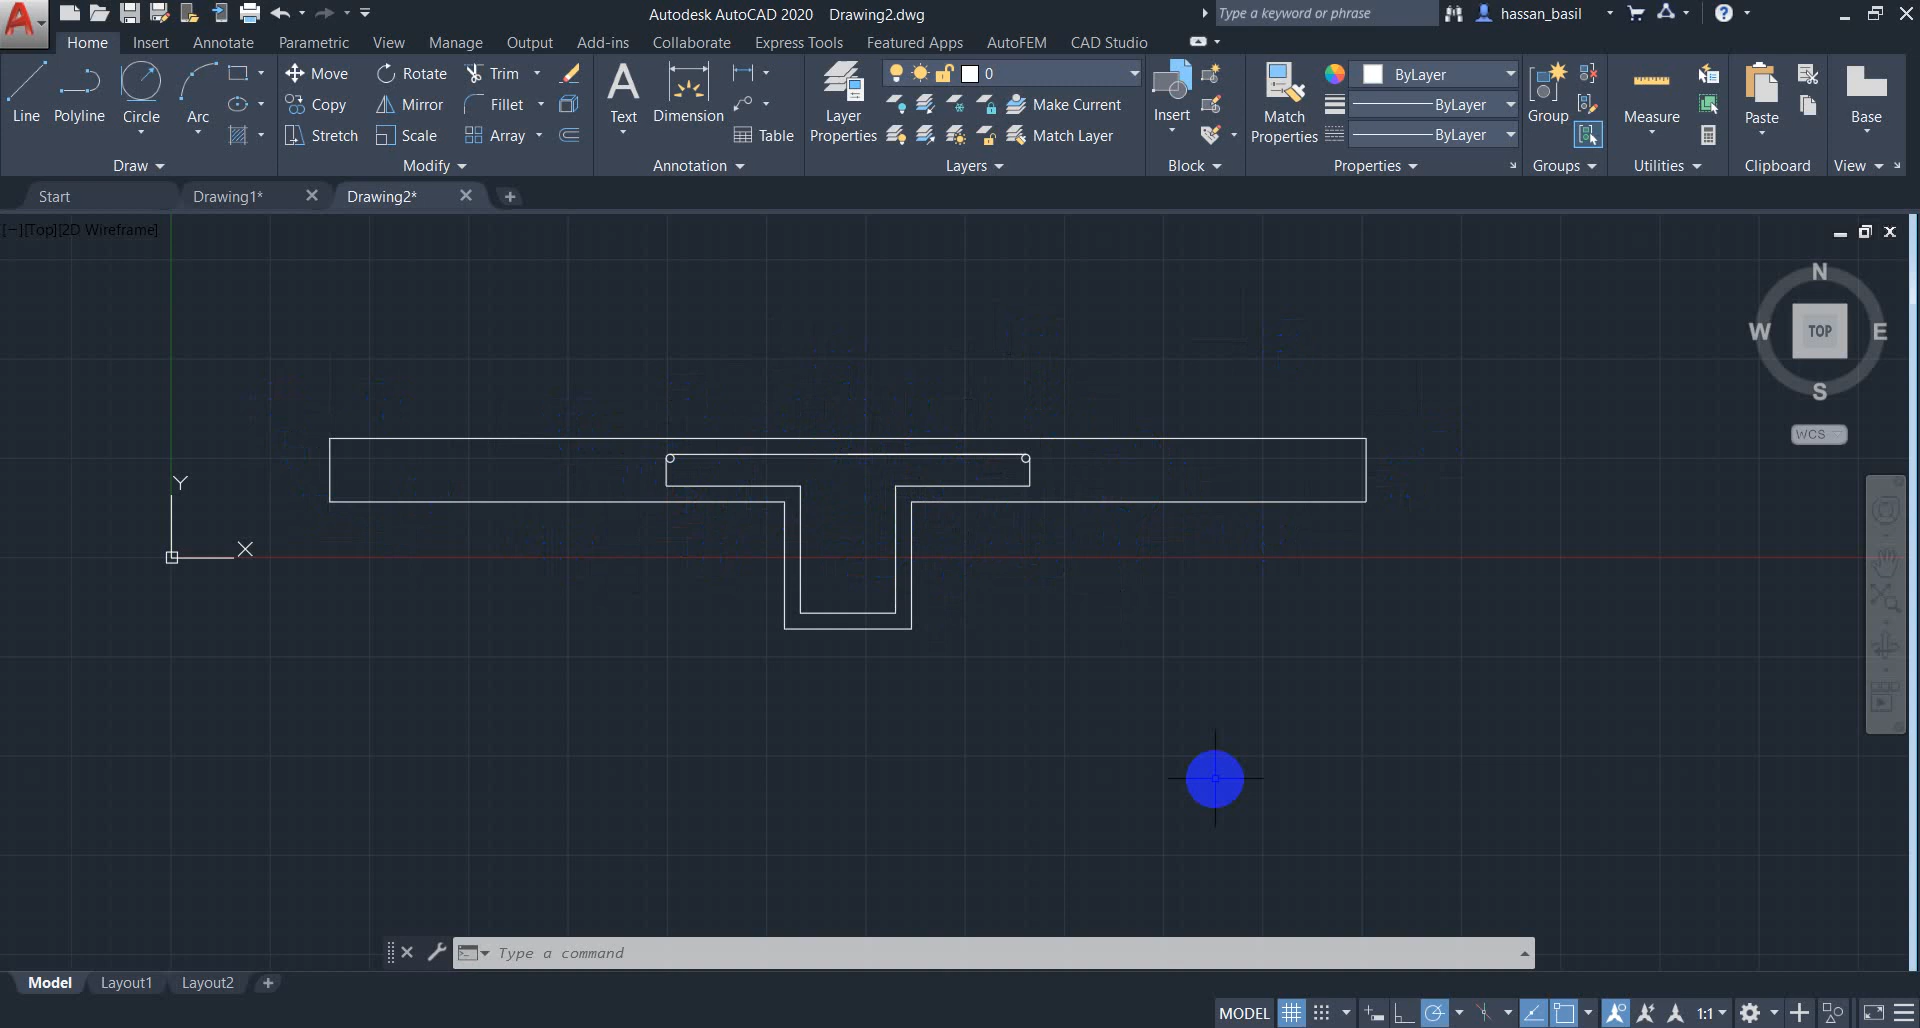 Autodesk AutoCAD 2020 Drawing2.dwg
Type a keyword or phrase
hassan_basil
Home Insert Annotate Parametric View Manage Output Add-ins Collaborate Express Tools Featured Apps AutoFEM CAD Studio
Line Polyline Circle Arc
Move Rotate Trim
Copy Mirror Fillet
Stretch Scale Array
Text Dimension Table
Layer Properties
0
Make Current
Match Layer
Insert
Match Properties
ByLayer
ByLayer
ByLayer
Group
Measure
Paste
Base
Draw Modify Annotation Layers Block Properties Groups Utilities Clipboard View
Start Drawing1* Drawing2*
[−][Top][2D Wireframe]
N
W TOP E
S
WCS
Y
X
Type a command
Model Layout1 Layout2
MODEL 1:1